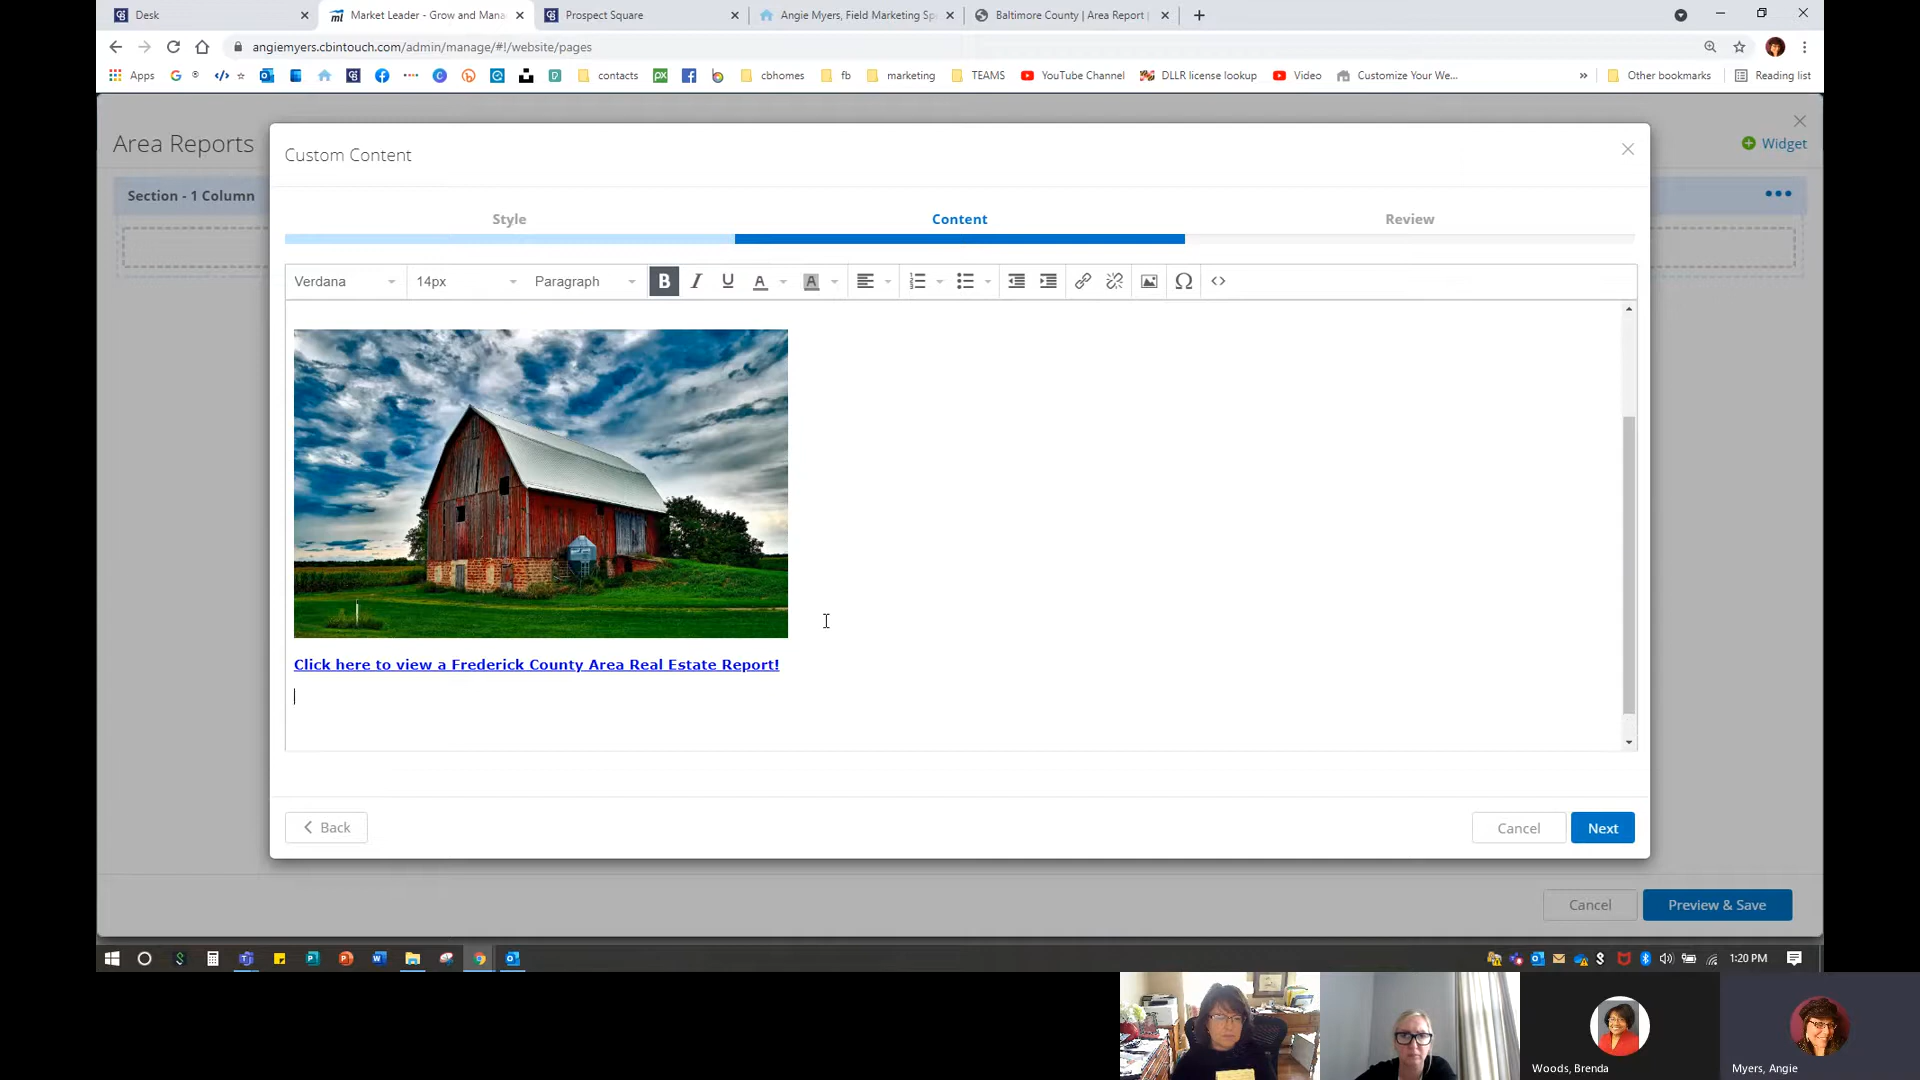 Desk
Market Leader - Grow and Mana
Prospect Square
Angie Myers, Field Marketing Sp
Baltimore County | Area Report |
angiemyers.cbintouch.com/admin/manage/#!/website/pages
Apps
contacts
cbhomes
fb
marketing
TEAMS
YouTube Channel
DLLR license lookup
Video
Customize Your We...
Other bookmarks
Reading list
Area Reports
Widget
Section - 1 Column
Custom Content
Style
Content
Review
Verdana
14px
Paragraph
Click here to view a Frederick County Area Real Estate Report!
Back
Cancel
Next
Cancel
Preview & Save
1:20 PM
Woods, Brenda
Myers, Angie